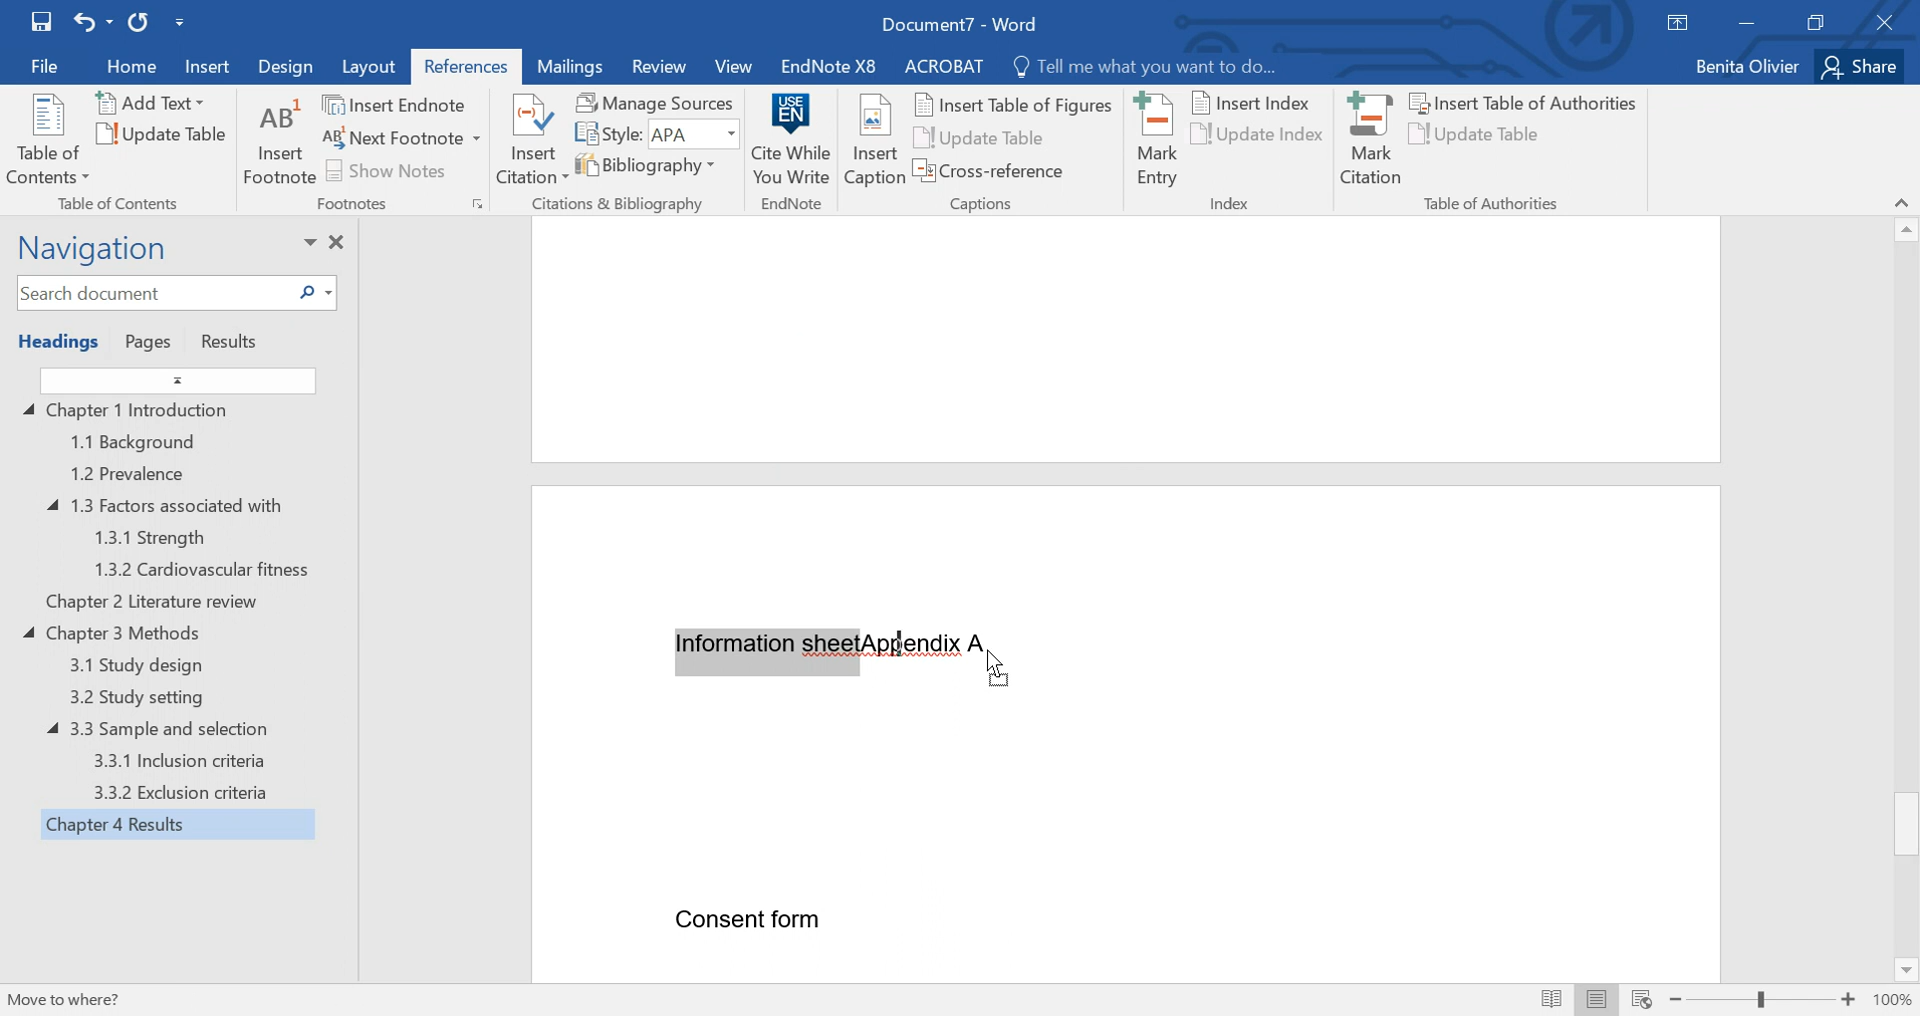 Document7 - Word
File Home Insert Design Layout References Mailings Review View EndNote X8 ACROBAT Tell me what you want to do... Benita Olivier Share
Table of Contents
Add Text
Update Table
Table of Contents
AB1 Insert Footnote
Insert Endnote
AB1 Next Footnote
Show Notes
Footnotes
Insert Citation
Manage Sources
Style: APA
Bibliography
Citations & Bibliography
USE EN
Cite While You Write
EndNote
Insert Caption
Insert Table of Figures
Update Table
Cross-reference
Captions
Mark Entry
Insert Index
Update Index
Index
Mark Citation
Insert Table of Authorities
Update Table
Table of Authorities
Navigation
Search document
Headings Pages Results
Chapter 1 Introduction
1.1 Background
1.2 Prevalence
1.3 Factors associated with
1.3.1 Strength
1.3.2 Cardiovascular fitness
Chapter 2 Literature review
Chapter 3 Methods
3.1 Study design
3.2 Study setting
3.3 Sample and selection
3.3.1 Inclusion criteria
3.3.2 Exclusion criteria
Chapter 4 Results
Information sheetAppendix A
Consent form
Move to where?
100%